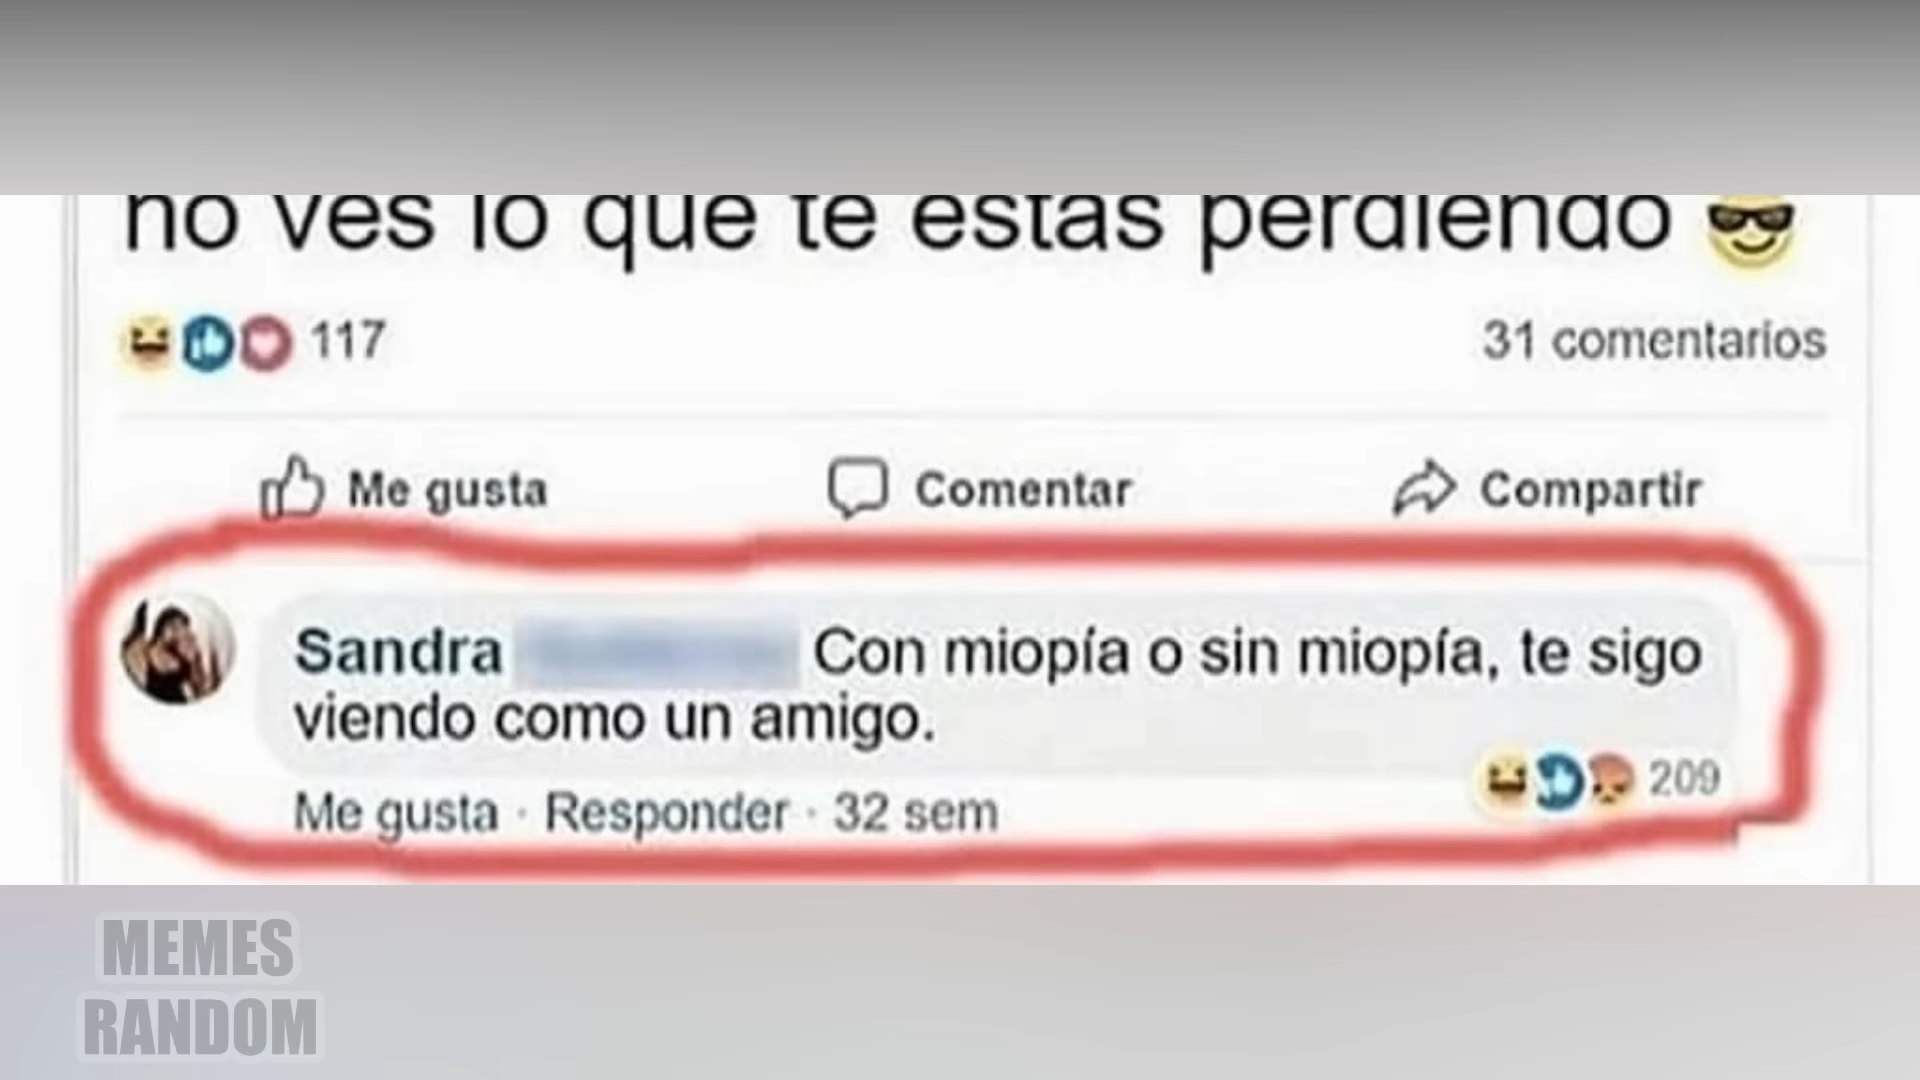 no ves lo que te estás perdiendo
117
31 comentarios
Me gusta
Comentar
Compartir
Sandra Con miopía o sin miopía, te sigo
viendo como un amigo.
209
Me gusta · Responder · 32 sem
MEMES
RANDOM